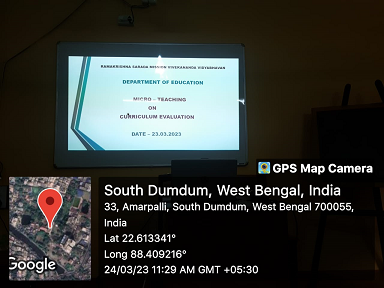 RAMAKRISHNA SARADA MISSION VIVEKANANDA VIDYABHAVAN
DEPARTMENT OF EDUCATION
MICRO - TEACHING
ON
CURRICULUM EVALUATION
DATE - 23.03.2023
GPS Map Camera
South Dumdum, West Bengal, India
33, Amarpalli, South Dumdum, West Bengal 700055,
India
Lat 22.613341°
Long 88.409216°
24/03/23 11:29 AM GMT +05:30
Google